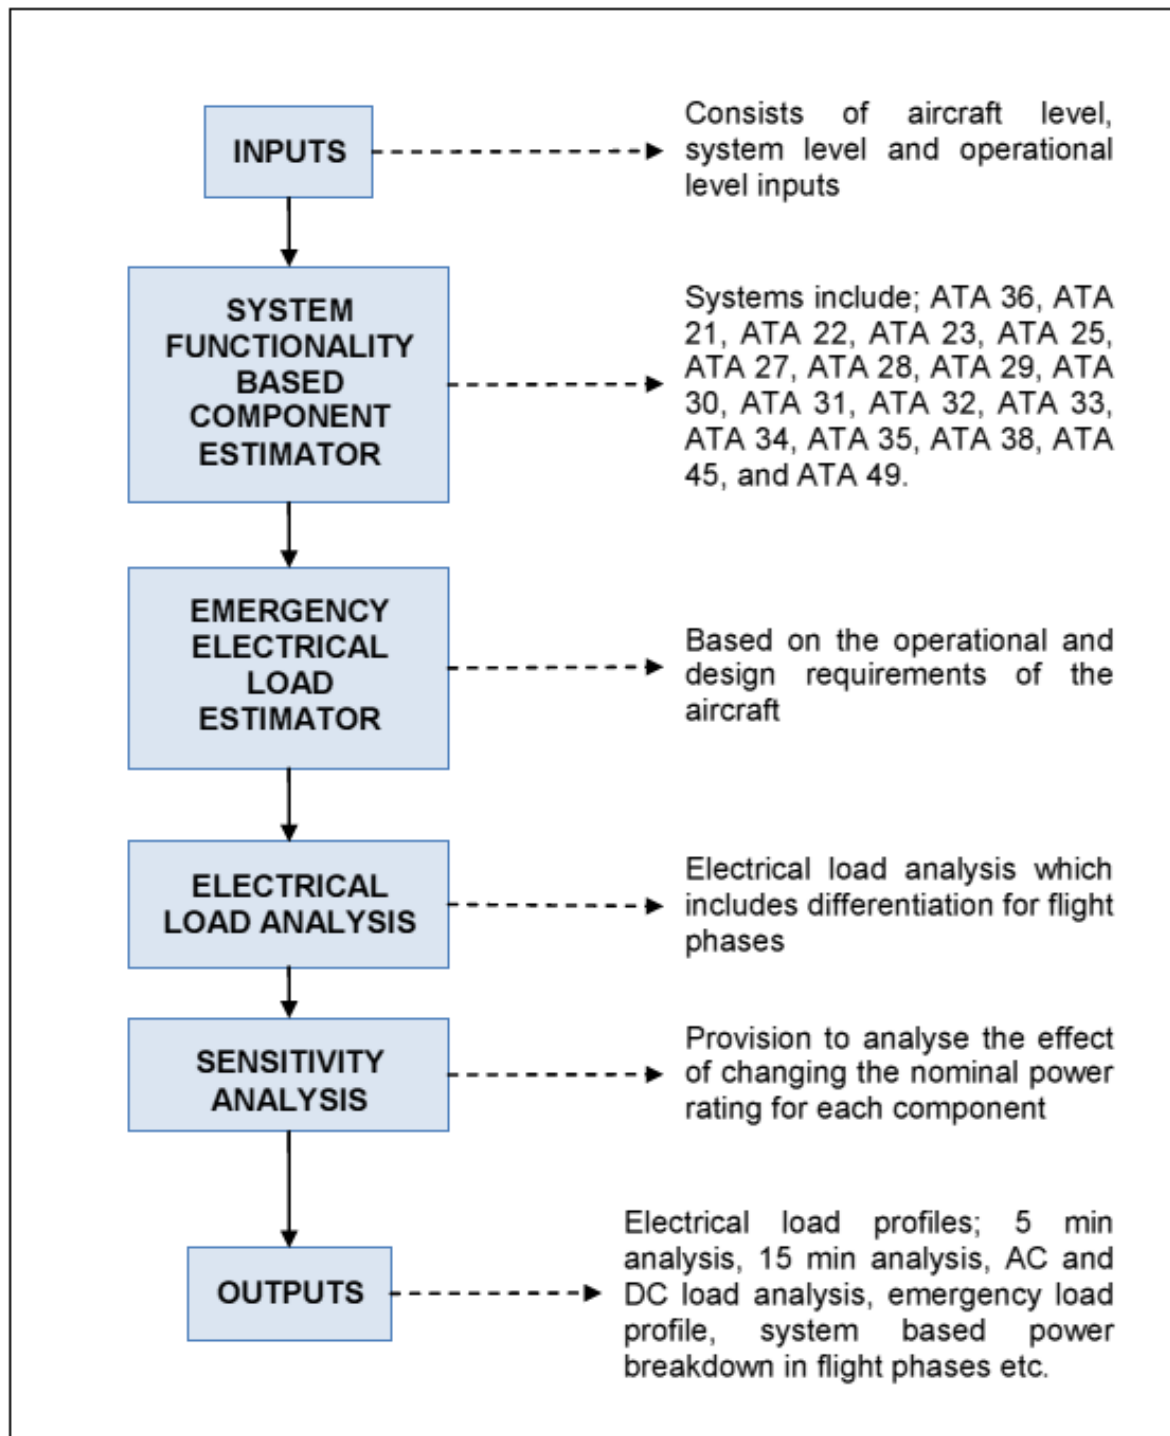 INPUTS
Consists of aircraft level,
system level and operational
level inputs
SYSTEM
FUNCTIONALITY
BASED
COMPONENT
ESTIMATOR
Systems include; ATA 36, ATA
21, ATA 22, ATA 23, ATA 25,
ATA 27, ATA 28, ATA 29, ATA
30, ATA 31, ATA 32, ATA 33,
ATA 34, ATA 35, ATA 38, ATA
45, and ATA 49.
EMERGENCY
ELECTRICAL
LOAD
ESTIMATOR
Based on the operational and
design requirements of the
aircraft
ELECTRICAL
LOAD ANALYSIS
Electrical load analysis which
includes differentiation for flight
phases
SENSITIVITY
ANALYSIS
Provision to analyse the effect
of changing the nominal power
rating for each component
OUTPUTS
Electrical load profiles; 5 min
analysis, 15 min analysis, AC and
DC load analysis, emergency load
profile, system based power
breakdown in flight phases etc.